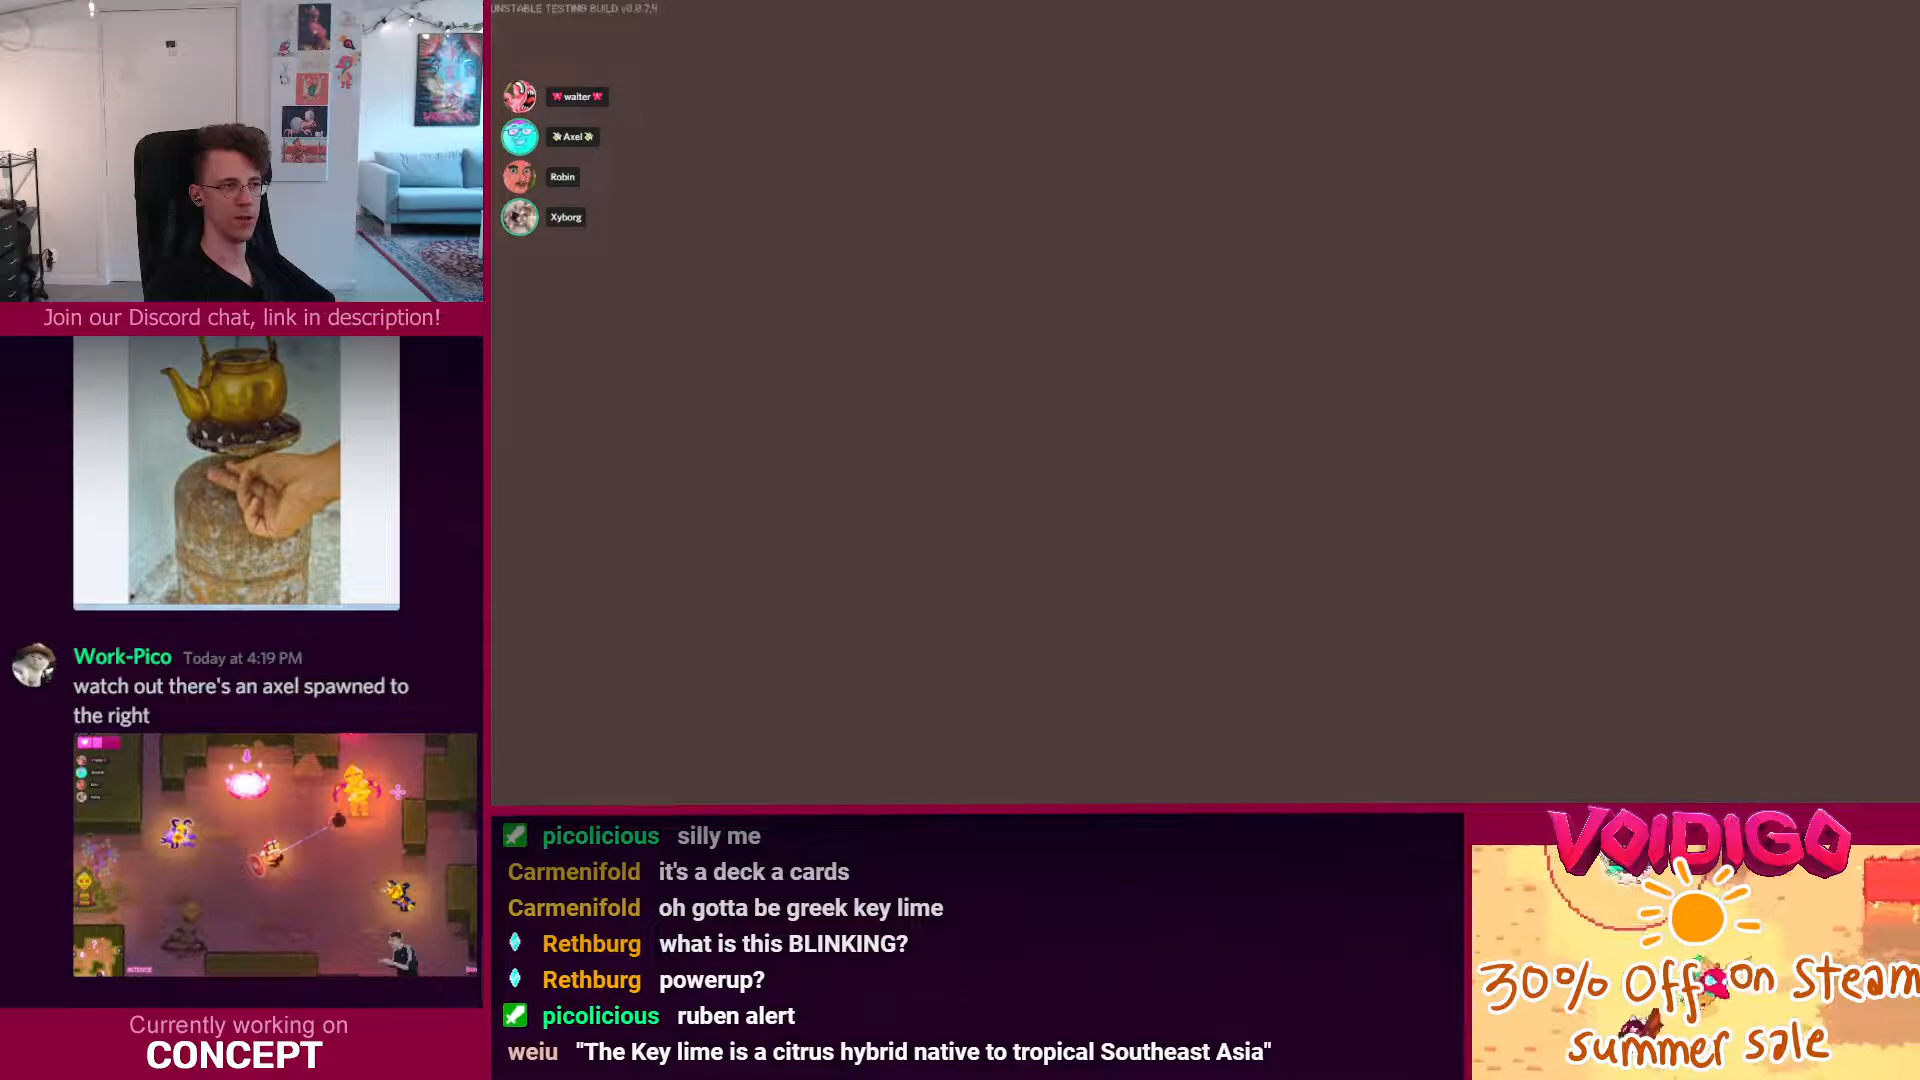 UNSTABLE TESTING BUILD v0.0.7.4
walter
Axel
Robin
Xyborg
Join our Discord chat, link in description!
Work-Pico Today at 4:19 PM
watch out there's an axel spawned to
the right
Currently working on
CONCEPT
picolicious silly me
Carmenifold it's a deck a cards
Carmenifold oh gotta be greek key lime
Rethburg what is this BLINKING?
Rethburg powerup?
picolicious ruben alert
weiu "The Key lime is a citrus hybrid native to tropical Southeast Asia"
VOIDIGO
30% Off on Steam
summer sale